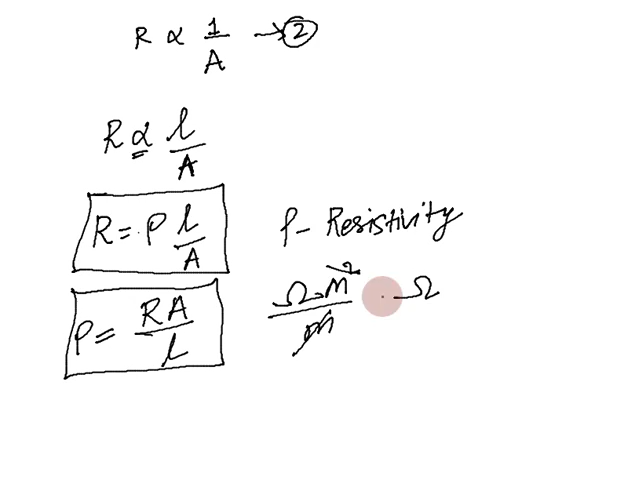 R ∝ 1/A → ②
R ∝ l/A
R = ρ l/A
ρ - Resistivity
ρ = RA/l
Ω m²/m
Ω